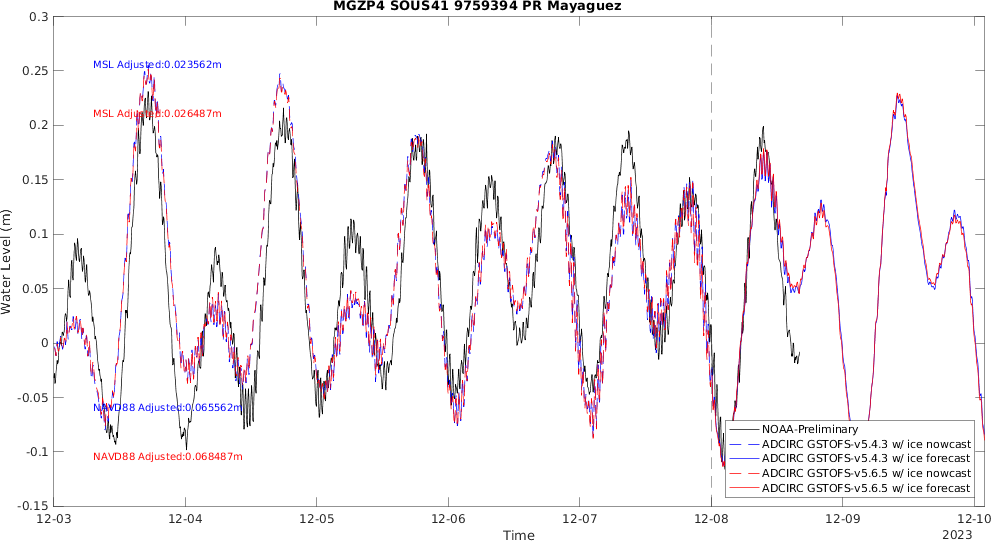 MGZP4 SOUS41 9759394 PR Mayaguez
0.3
0.25
0.2
0.15
0.1
0.05
0
-0.05
-0.1
-0.15
Water Level (m)
MSL Adjusted:0.023562m
MSL Adjusted:0.026487m
NAVD88 Adjusted:0.065562m
NAVD88 Adjusted:0.068487m
NOAA-Preliminary
ADCIRC GSTOFS-v5.4.3 w/ ice nowcast
ADCIRC GSTOFS-v5.4.3 w/ ice forecast
ADCIRC GSTOFS-v5.6.5 w/ ice nowcast
ADCIRC GSTOFS-v5.6.5 w/ ice forecast
12-03 12-04 12-05 12-06 12-07 12-08 12-09 12-10
Time
2023